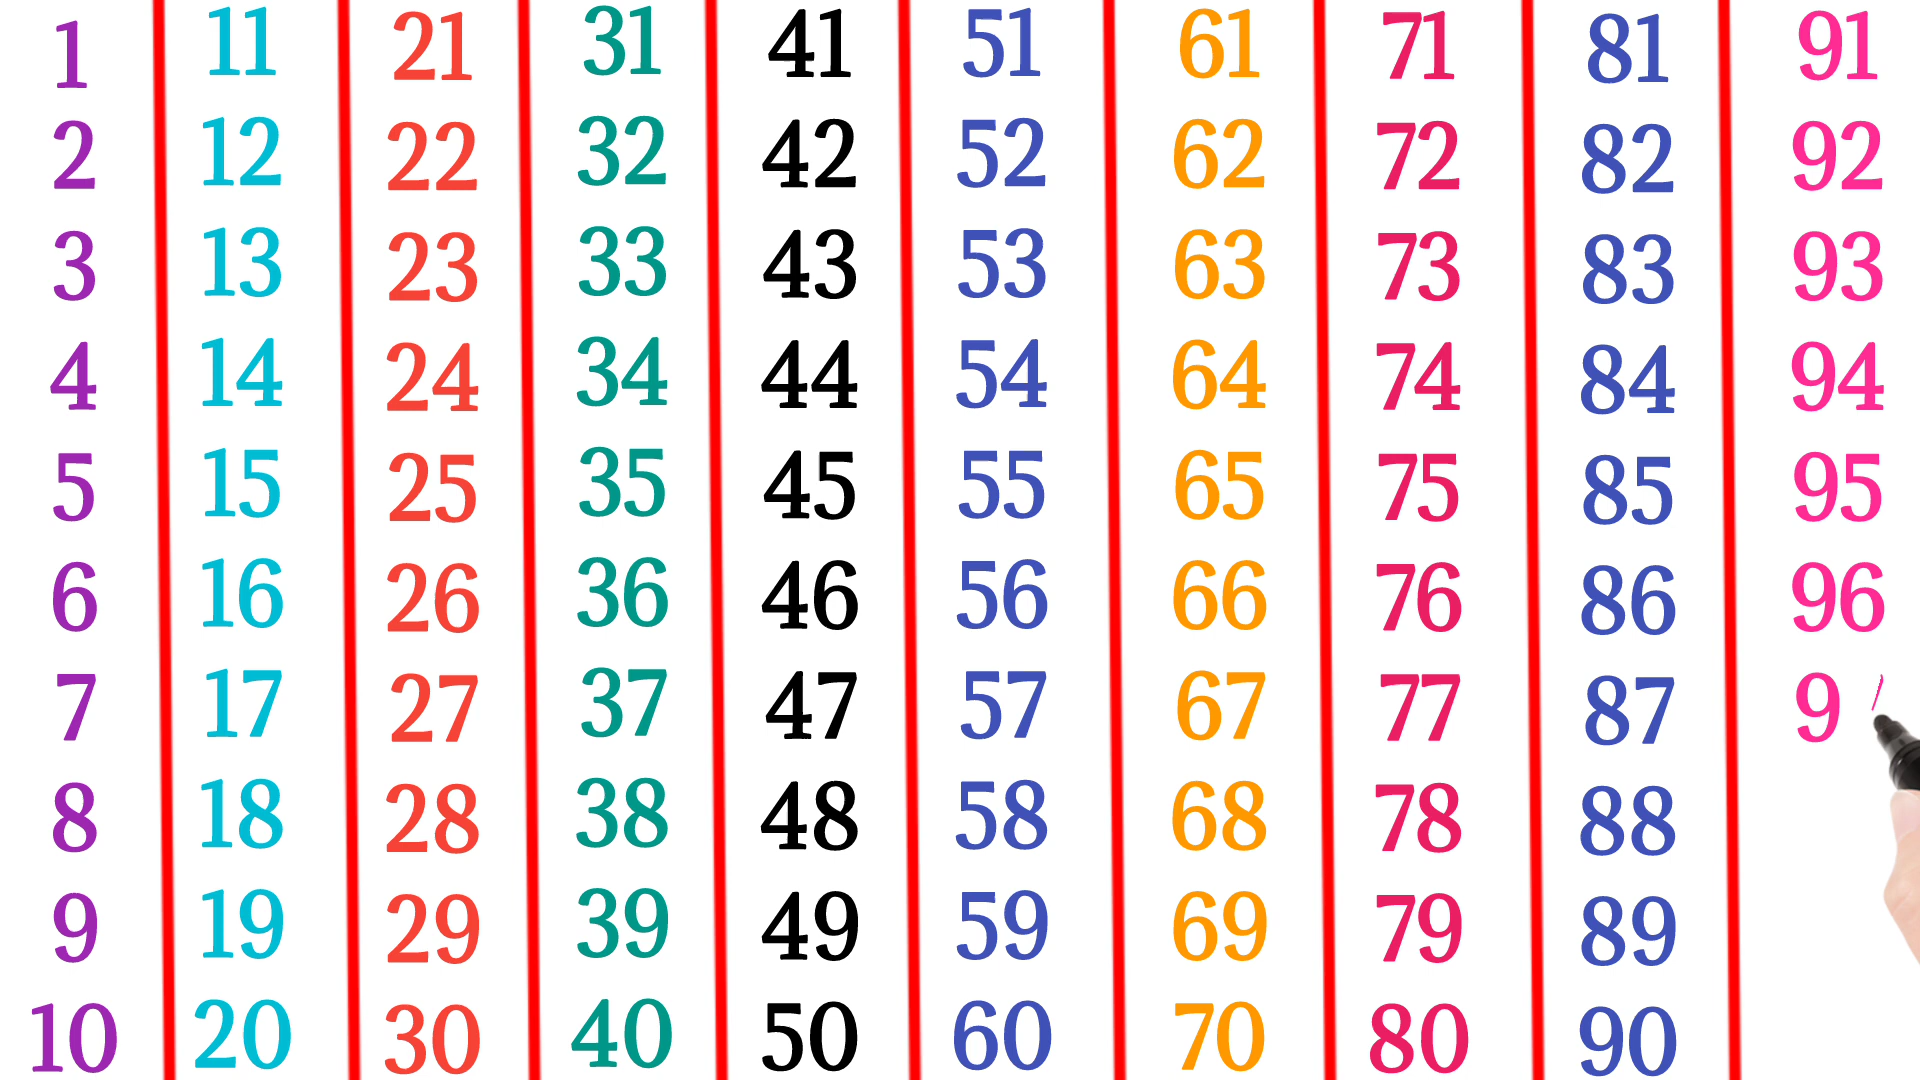 1 11 21 31 41 51 61 71 81 91
2 12 22 32 42 52 62 72 82 92
3 13 23 33 43 53 63 73 83 93
4 14 24 34 44 54 64 74 84 94
5 15 25 35 45 55 65 75 85 95
6 16 26 36 46 56 66 76 86 96
7 17 27 37 47 57 67 77 87 9
8 18 28 38 48 58 68 78 88
9 19 29 39 49 59 69 79 89
10 20 30 40 50 60 70 80 90